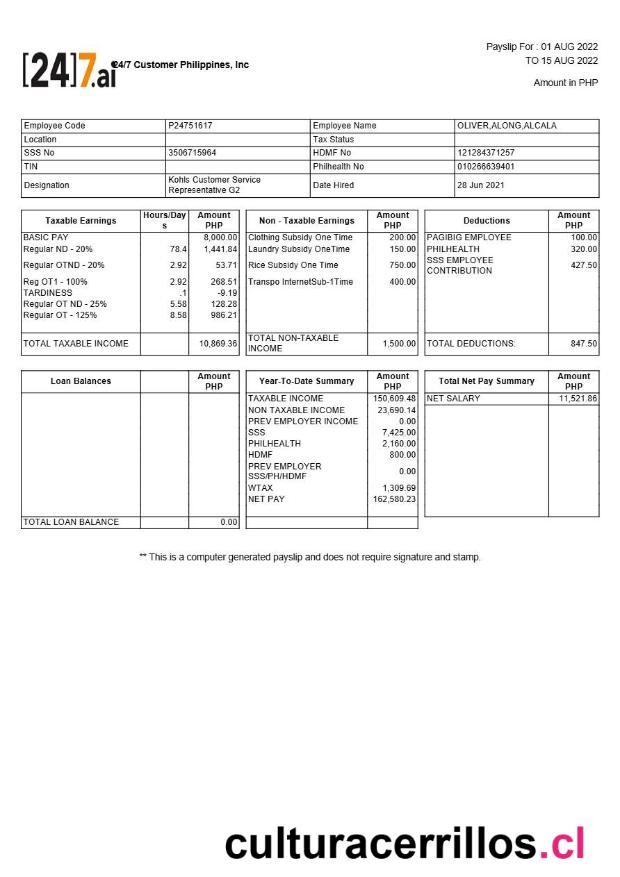 Payslip For : 01 AUG 2022
TO 15 AUG 2022
[24]7.ai
24/7 Customer Philippines, Inc
Amount in PHP
Employee Code P24751617 Employee Name OLIVER,ALONG,ALCALA
Location Tax Status
SSS No 3506715964 HDMF No 121284371257
TIN Philhealth No 010266639401
Designation Kohls Customer Service Representative G2 Date Hired 28 Jun 2021
Taxable Earnings Hours/Days Amount PHP Non - Taxable Earnings Amount PHP Deductions Amount PHP
BASIC PAY 8,000.00 Clothing Subsidy One Time 200.00 PAGIBIG EMPLOYEE 100.00
Regular ND - 20% 78.4 1,441.84 Laundry Subsidy OneTime 150.00 PHILHEALTH 320.00
Regular OTND - 20% 2.92 53.71 Rice Subsidy One Time 750.00 SSS EMPLOYEE CONTRIBUTION 427.50
Reg OT1 - 100% 2.92 268.51 Transpo InternetSub-1Time 400.00
TARDINESS .1 -9.19
Regular OT ND - 25% 5.58 128.28
Regular OT - 125% 8.58 986.21
TOTAL TAXABLE INCOME 10,869.36 TOTAL NON-TAXABLE INCOME 1,500.00 TOTAL DEDUCTIONS: 847.50
Loan Balances Amount PHP Year-To-Date Summary Amount PHP Total Net Pay Summary Amount PHP
TAXABLE INCOME 150,609.48 NET SALARY 11,521.86
NON TAXABLE INCOME 23,690.14
PREV EMPLOYER INCOME 0.00
SSS 7,425.00
PHILHEALTH 2,160.00
HDMF 800.00
PREV EMPLOYER SSS/PH/HDMF 0.00
WTAX 1,309.69
NET PAY 162,580.23
TOTAL LOAN BALANCE 0.00
** This is a computer generated payslip and does not require signature and stamp.
culturacerrillos.cl